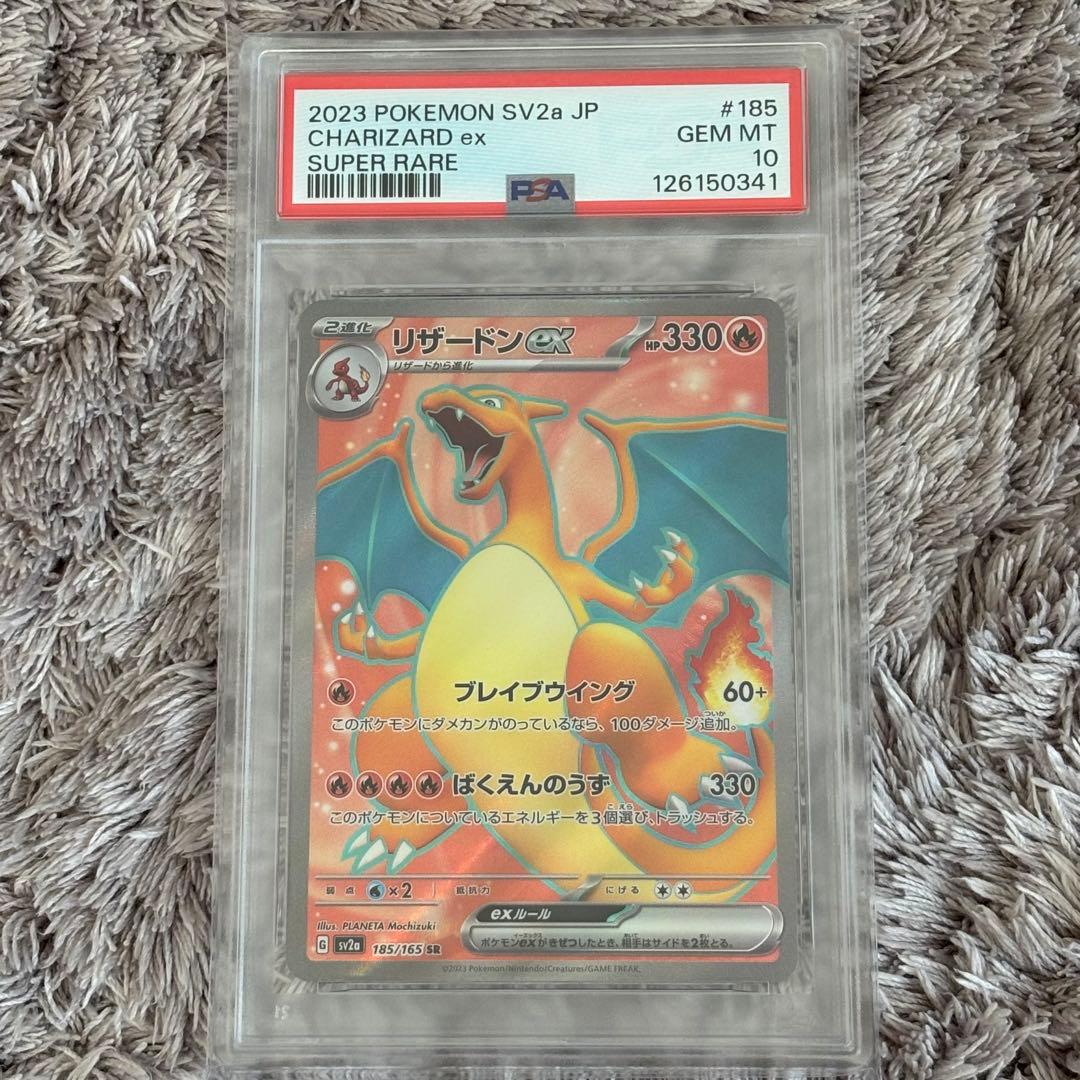 2023 POKEMON SV2a JP #185
CHARIZARD ex GEM MT
SUPER RARE 10
PSA 126150341
2進化 リザードンex HP330
リザードから進化
ブレイブウイング 60+
このポケモンにダメカンがのっているなら、100ダメージ追加。
ばくえんのうず 330
このポケモンについているエネルギーを3個選び、トラッシュする。
弱点 ×2 抵抗力 にげる
Illus. PLANETA Mochizuki
exルール
ポケモンexがきぜつしたとき、相手はサイドを2枚とる。
G sv2a 185/165 SR
©2023 Pokémon/Nintendo/Creatures/GAME FREAK.